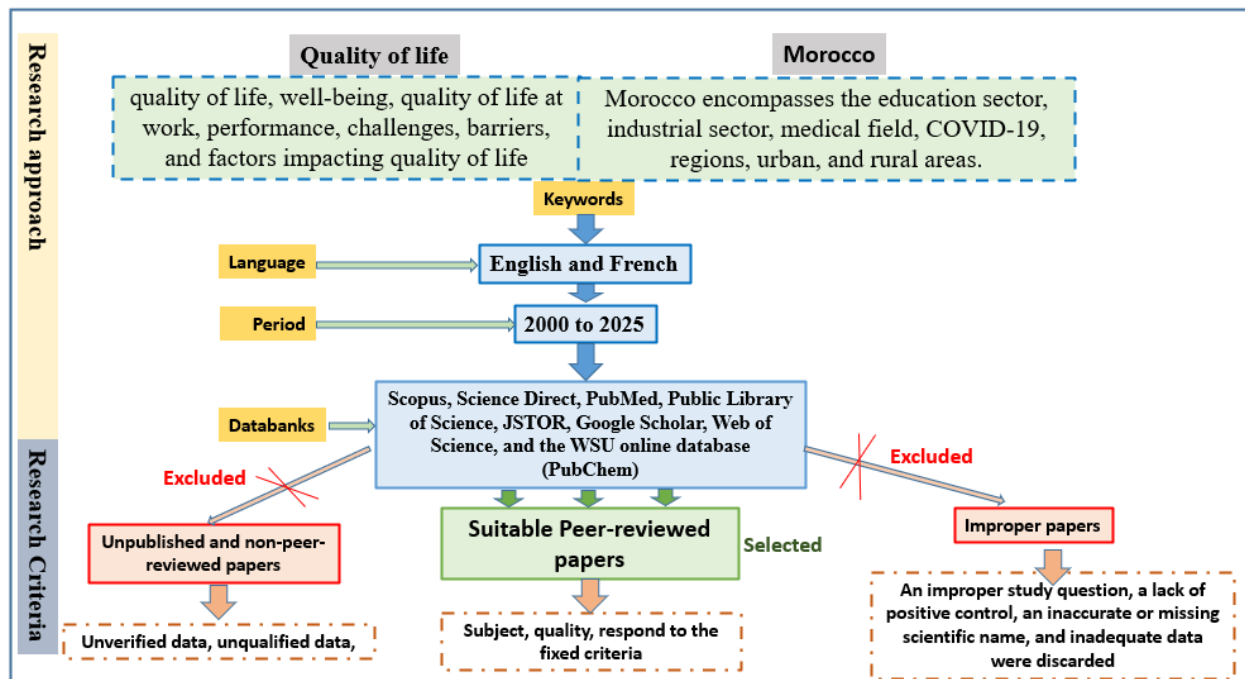 Research approach
Quality of life
Morocco
quality of life, well-being, quality of life at
work, performance, challenges, barriers,
and factors impacting quality of life
Morocco encompasses the education sector,
industrial sector, medical field, COVID-19,
regions, urban, and rural areas.
Keywords
Language
English and French
Period
2000 to 2025
Databanks
Scopus, Science Direct, PubMed, Public Library
of Science, JSTOR, Google Scholar, Web of
Science, and the WSU online database
(PubChem)
Research Criteria
Excluded
Excluded
Unpublished and non-peer-
reviewed papers
Suitable Peer-reviewed
papers
Selected
Improper papers
Unverified data, unqualified data,
Subject, quality, respond to the
fixed criteria
An improper study question, a lack of
positive control, an inaccurate or missing
scientific name, and inadequate data
were discarded